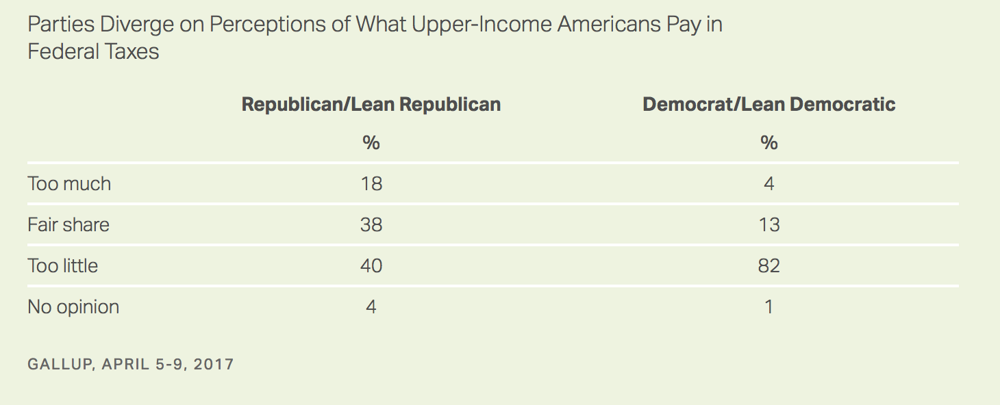 Parties Diverge on Perceptions of What Upper-Income Americans Pay in
Federal Taxes
Republican/Lean Republican Democrat/Lean Democratic
% %
Too much 18 4
Fair share 38 13
Too little 40 82
No opinion 4 1
GALLUP, APRIL 5-9, 2017